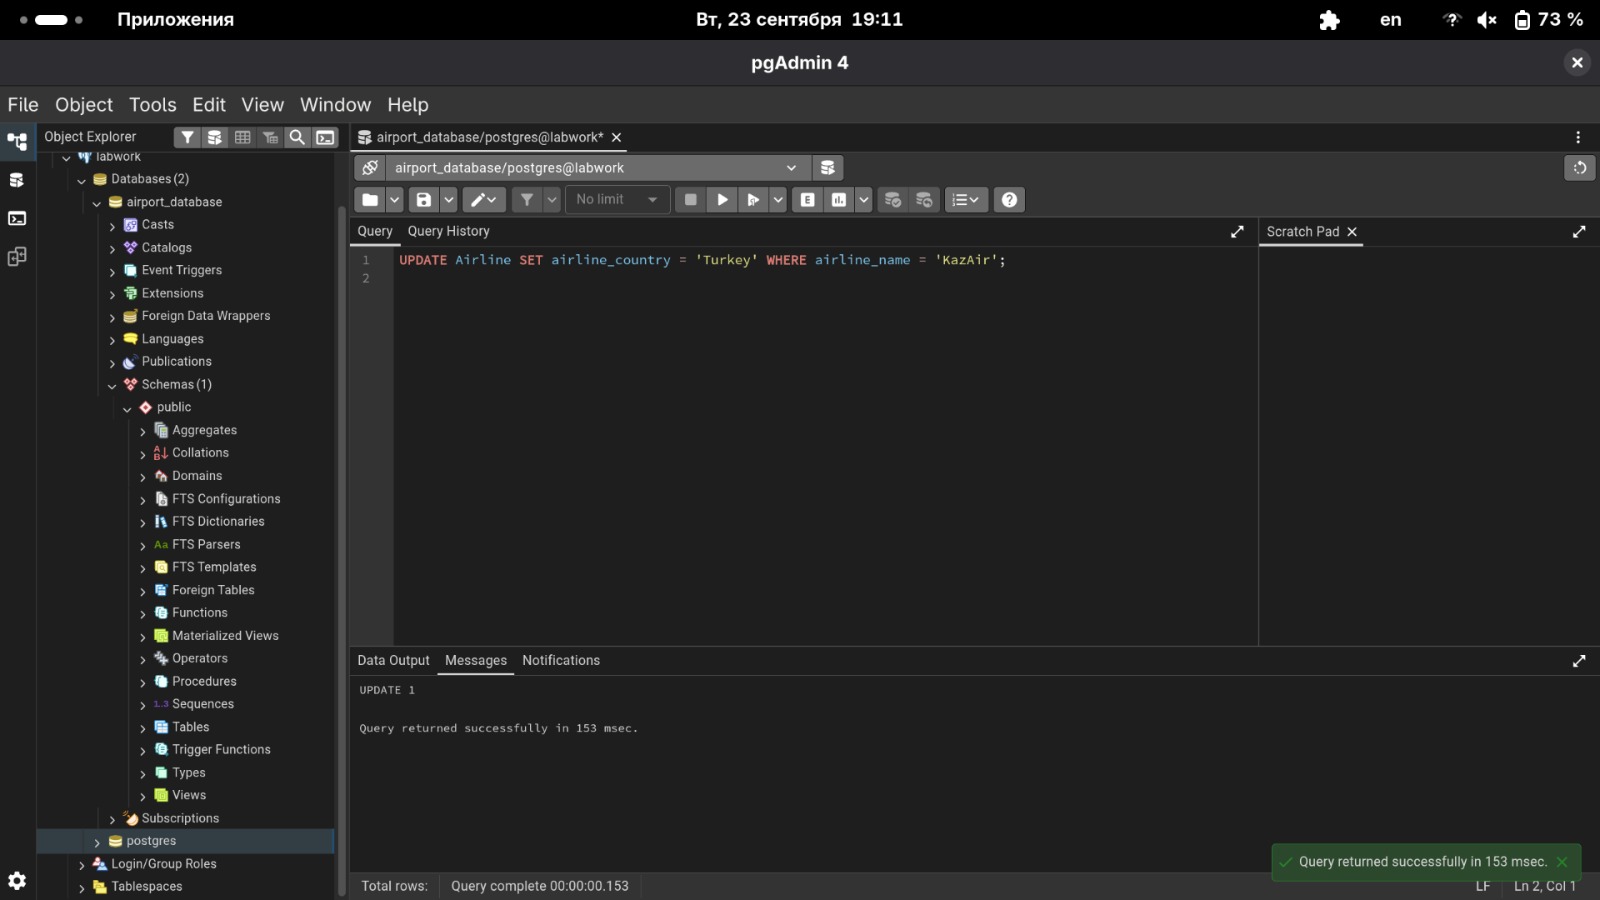 Приложения
Вт, 23 сентября 19:11
en
73 %
pgAdmin 4
File Object Tools Edit View Window Help
Object Explorer
labwork
Databases (2)
airport_database
Casts
Catalogs
Event Triggers
Extensions
Foreign Data Wrappers
Languages
Publications
Schemas (1)
public
Aggregates
Collations
Domains
FTS Configurations
FTS Dictionaries
Aa FTS Parsers
FTS Templates
Foreign Tables
Functions
Materialized Views
Operators
Procedures
1..3 Sequences
Tables
Trigger Functions
Types
Views
Subscriptions
postgres
Login/Group Roles
Tablespaces
airport_database/postgres@labwork*
airport_database/postgres@labwork
No limit
Query Query History
Scratch Pad
1 UPDATE Airline SET airline_country = 'Turkey' WHERE airline_name = 'KazAir';
2
Data Output Messages Notifications
UPDATE 1
Query returned successfully in 153 msec.
Query returned successfully in 153 msec.
Total rows: Query complete 00:00:00.153
LF Ln 2, Col 1